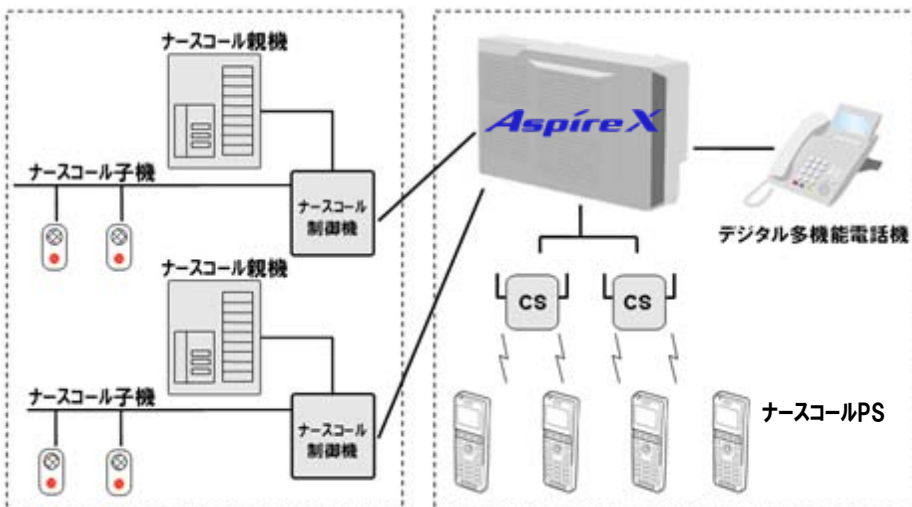 ナースコール親機
ナースコール子機
ナースコール
制御機
ナースコール親機
ナースコール子機
ナースコール
制御機
AspireX
デジタル多機能電話機
CS
CS
ナースコールPS